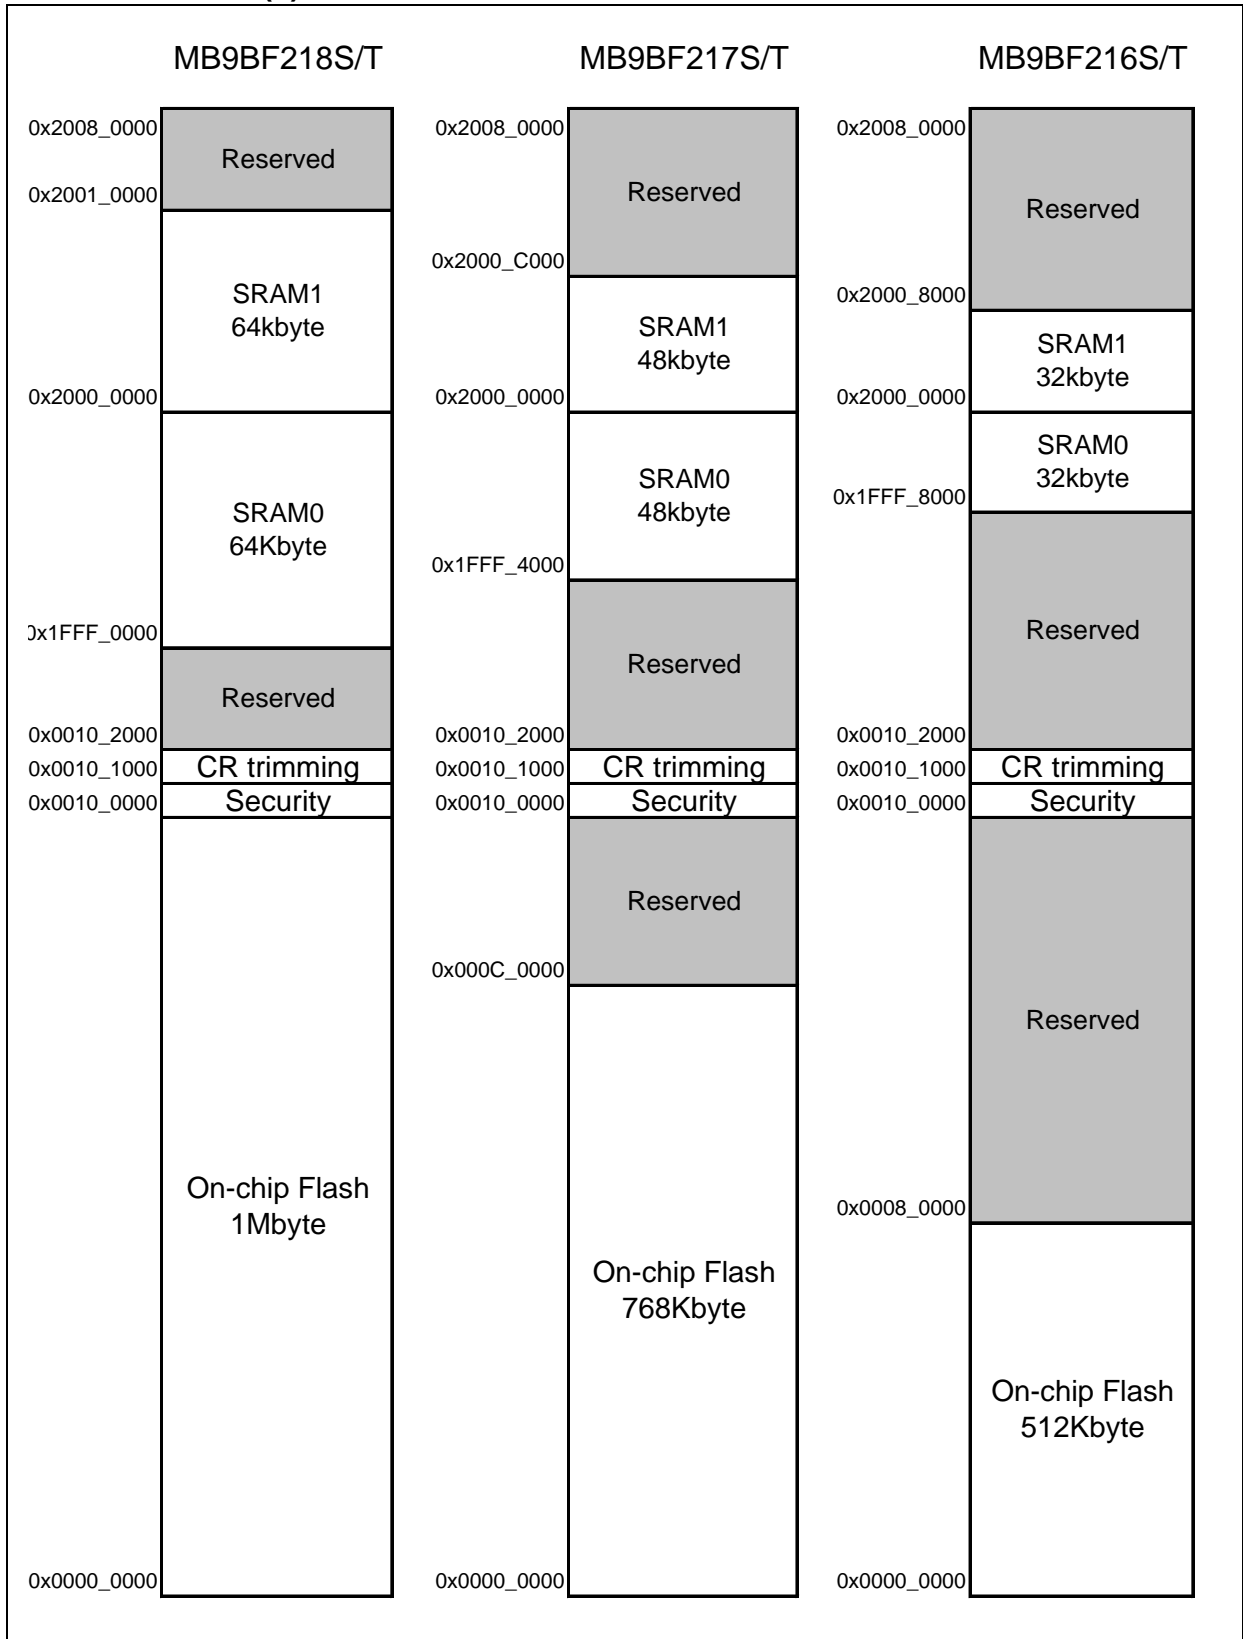 MB9BF218S/T
0x2008_0000
Reserved
0x2001_0000
SRAM1
64kbyte
0x2000_0000
SRAM0
64Kbyte
0x1FFF_0000
Reserved
0x0010_2000
CR trimming
0x0010_1000
Security
0x0010_0000
On-chip Flash
1Mbyte
0x0000_0000
MB9BF217S/T
0x2008_0000
Reserved
0x2000_C000
SRAM1
48kbyte
0x2000_0000
SRAM0
48kbyte
0x1FFF_4000
Reserved
0x0010_2000
CR trimming
0x0010_1000
Security
0x0010_0000
Reserved
0x000C_0000
On-chip Flash
768Kbyte
0x0000_0000
MB9BF216S/T
0x2008_0000
Reserved
0x2000_8000
SRAM1
32kbyte
0x2000_0000
SRAM0
32kbyte
0x1FFF_8000
Reserved
0x0010_2000
CR trimming
0x0010_1000
Security
0x0010_0000
Reserved
0x0008_0000
On-chip Flash
512Kbyte
0x0000_0000